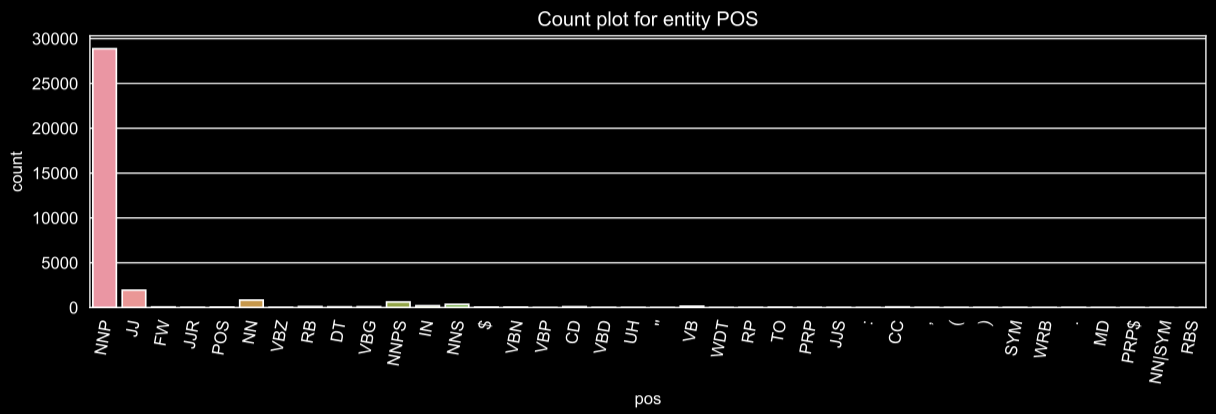 Count plot for entity POS
30000
25000
20000
15000
10000
5000
0
count
NNP JJ FW JJR POS NN VBZ RB DT VBG NNPS IN NNS $ VBN VBP CD VBD UH " VB WDT RP TO PRP JJS : CC , ( ) SYM WRB . MD PRP$ NN|SYM RBS
pos